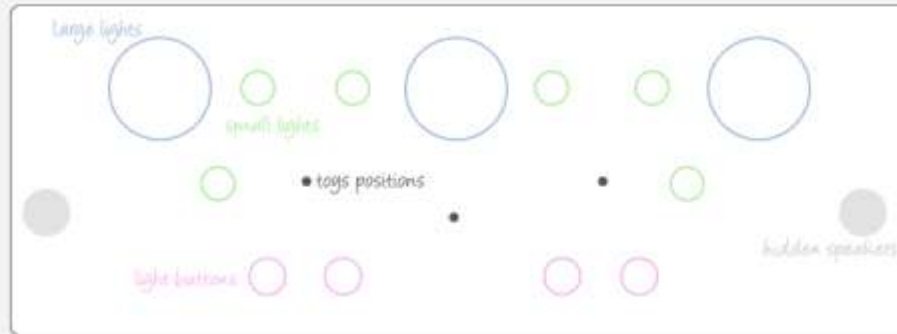 large lights
small lights
toys positions
hidden speakers
light buttons